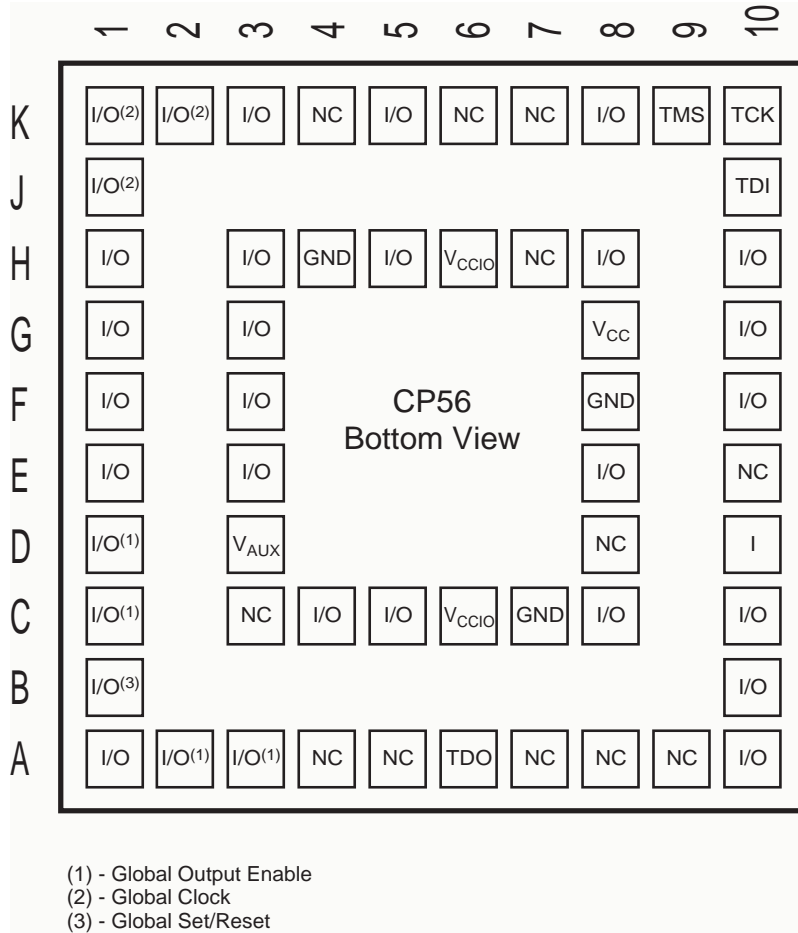 1 2 3 4 5 6 7 8 9 10
K I/O(2) I/O(2) I/O NC I/O NC NC I/O TMS TCK
J I/O(2) TDI
H I/O I/O GND I/O VCCIO NC I/O I/O
G I/O I/O VCC I/O
F I/O I/O GND I/O
CP56
Bottom View
E I/O I/O I/O NC
D I/O(1) VAUX NC I
C I/O(1) NC I/O I/O VCCIO GND I/O I/O
B I/O(3) I/O
A I/O I/O(1) I/O(1) NC NC TDO NC NC NC I/O
(1) - Global Output Enable
(2) - Global Clock
(3) - Global Set/Reset